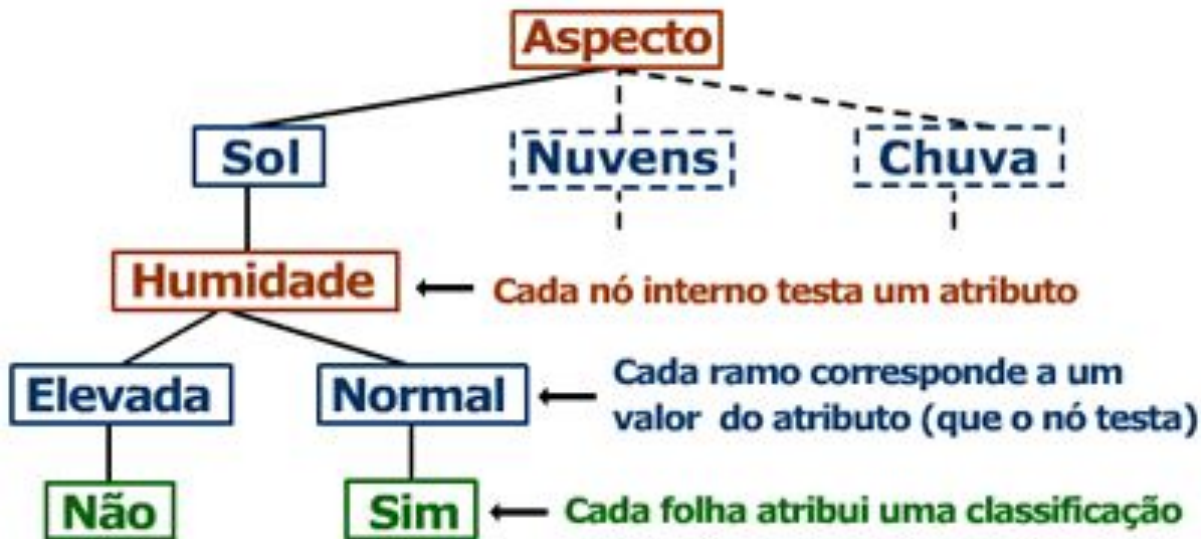 Aspecto
Sol
Nuvens
Chuva
Humidade
Cada nó interno testa um atributo
Elevada
Normal
Cada ramo corresponde a um
valor do atributo (que o nó testa)
Não
Sim
Cada folha atribui uma classificação